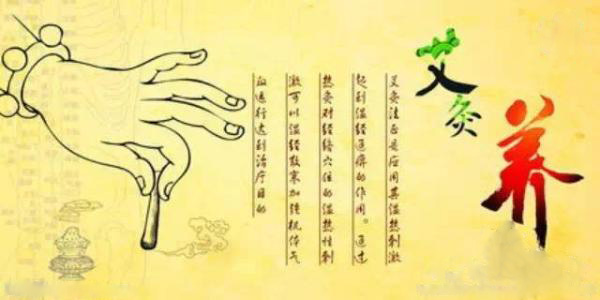 艾灸
养
艾灸法正是应用其温热刺激
起到温经通痹的作用。通过
热灸对经络穴位的温热性刺
激可以温经散寒加强机体气
血运行达到治疗目的